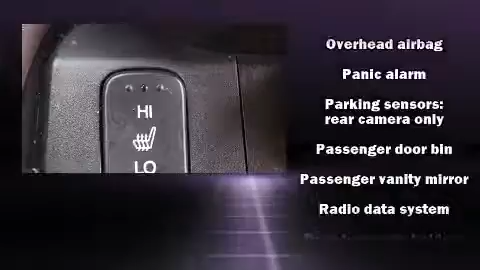 HI
LO
Overhead airbag
Panic alarm
Parking sensors:
rear camera only
Passenger door bin
Passenger vanity mirror
Radio data system